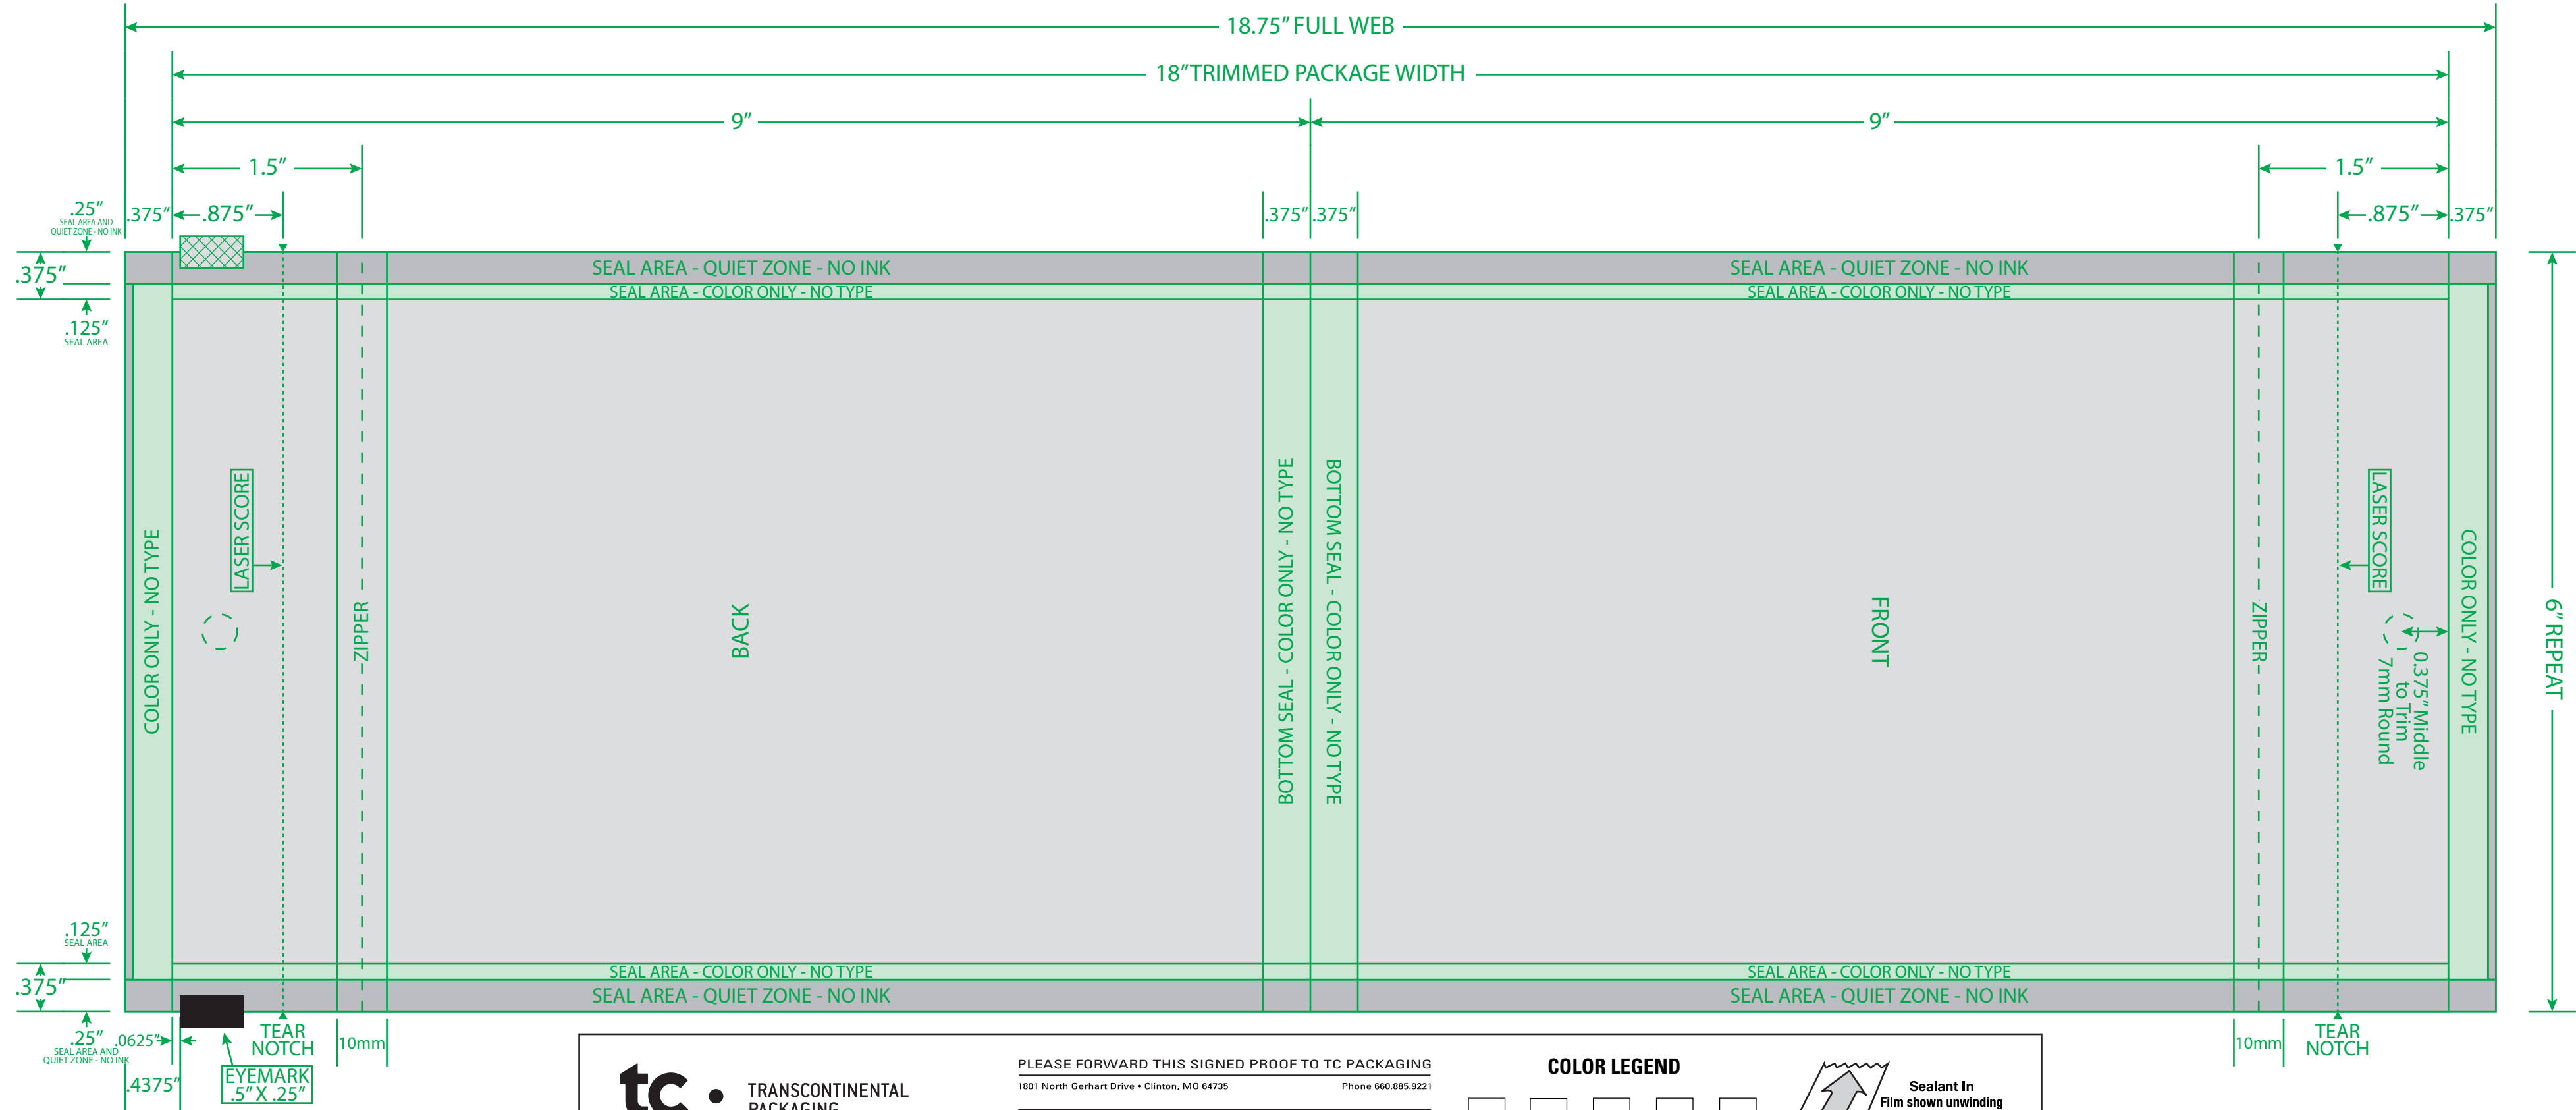 18.75” FULL WEB
18” TRIMMED PACKAGE WIDTH
9”
9”
1.5”
1.5”
.25”
SEAL AREA AND
QUIET ZONE - NO INK
.375”
.875”
.375”
.375”
.875”
.375”
.375”
SEAL AREA - QUIET ZONE - NO INK
SEAL AREA - QUIET ZONE - NO INK
SEAL AREA - COLOR ONLY - NO TYPE
SEAL AREA - COLOR ONLY - NO TYPE
.125”
SEAL AREA
COLOR ONLY - NO TYPE
LASER SCORE
ZIPPER
BACK
BOTTOM SEAL - COLOR ONLY - NO TYPE
BOTTOM SEAL - COLOR ONLY - NO TYPE
FRONT
ZIPPER
LASER SCORE
0.375” Middle
to Trim
7mm Round
COLOR ONLY - NO TYPE
6” REPEAT
.125”
SEAL AREA
.375”
SEAL AREA - COLOR ONLY - NO TYPE
SEAL AREA - COLOR ONLY - NO TYPE
SEAL AREA - QUIET ZONE - NO INK
SEAL AREA - QUIET ZONE - NO INK
.25”
SEAL AREA AND
QUIET ZONE - NO INK
.0625”
TEAR
NOTCH
10mm
10mm
TEAR
NOTCH
.4375”
EYEMARK
.5” X .25”
tc
TRANSCONTINENTAL
PACKAGING
PLEASE FORWARD THIS SIGNED PROOF TO TC PACKAGING
1801 North Gerhart Drive • Clinton, MO 64735 Phone 660.885.9221
COLOR LEGEND
Sealant In
Film shown unwinding